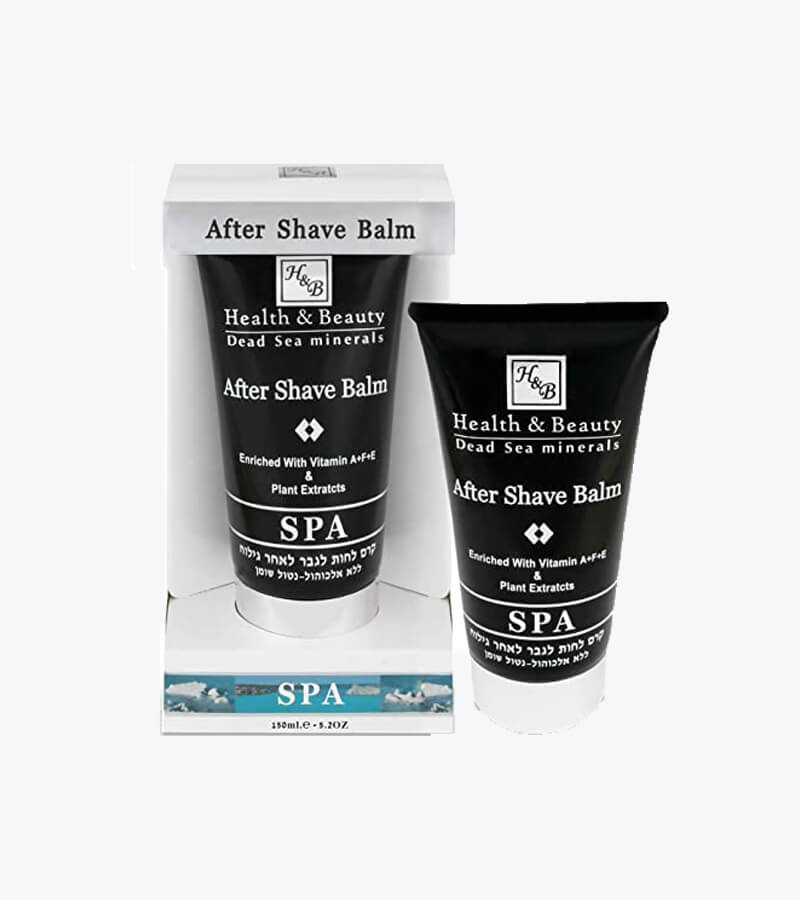 H&B
After Shave Balm
H&B
Health & Beauty
Dead Sea minerals
After Shave Balm
Enriched With Vitamin A+F+E
&
Plant Extratcts
SPA
קרם לחות לגבר לאחר גילוח
ללא אלכוהול-נטול שומן
SPA
150ml.e - 5.2OZ
H&B
Health & Beauty
Dead Sea minerals
After Shave Balm
Enriched With Vitamin A+F+E
&
Plant Extratcts
SPA
קרם לחות לגבר לאחר גילוח
ללא אלכוהול-נטול שומן